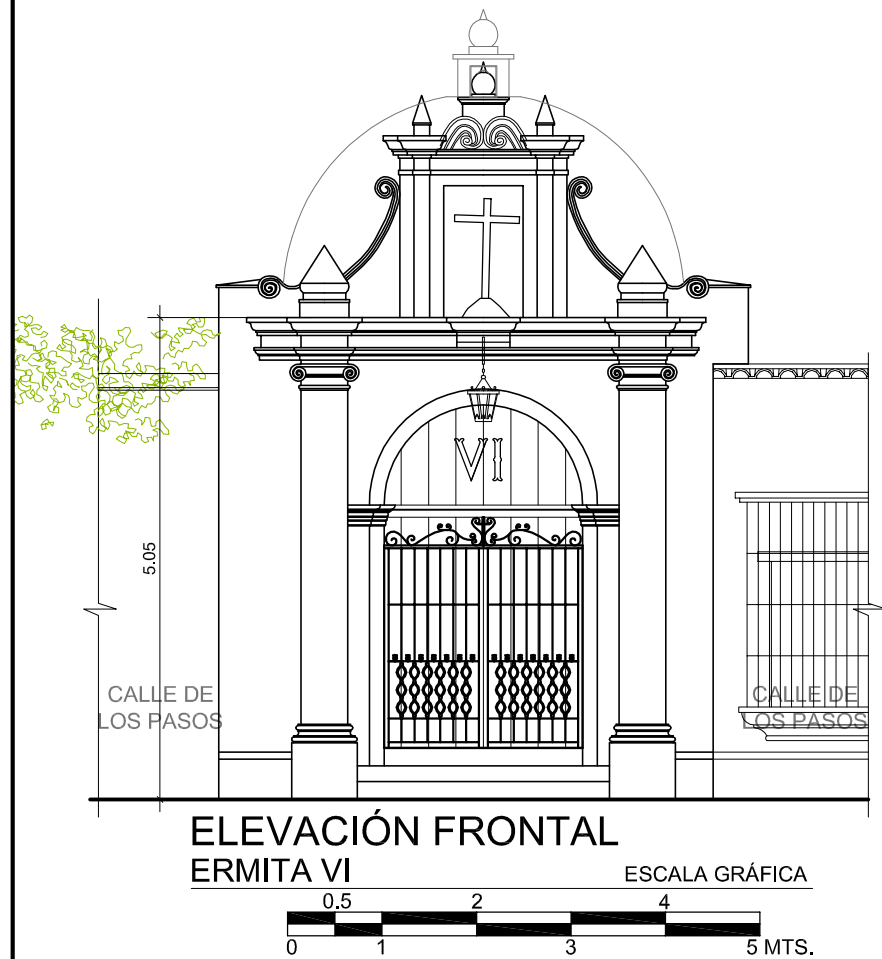 VI
5.05
CALLE DE
LOS PASOS
CALLE DE
LOS PASOS
ELEVACIÓN FRONTAL
ERMITA VI
ESCALA GRÁFICA
0.5 2 4
0 1 3 5 MTS.